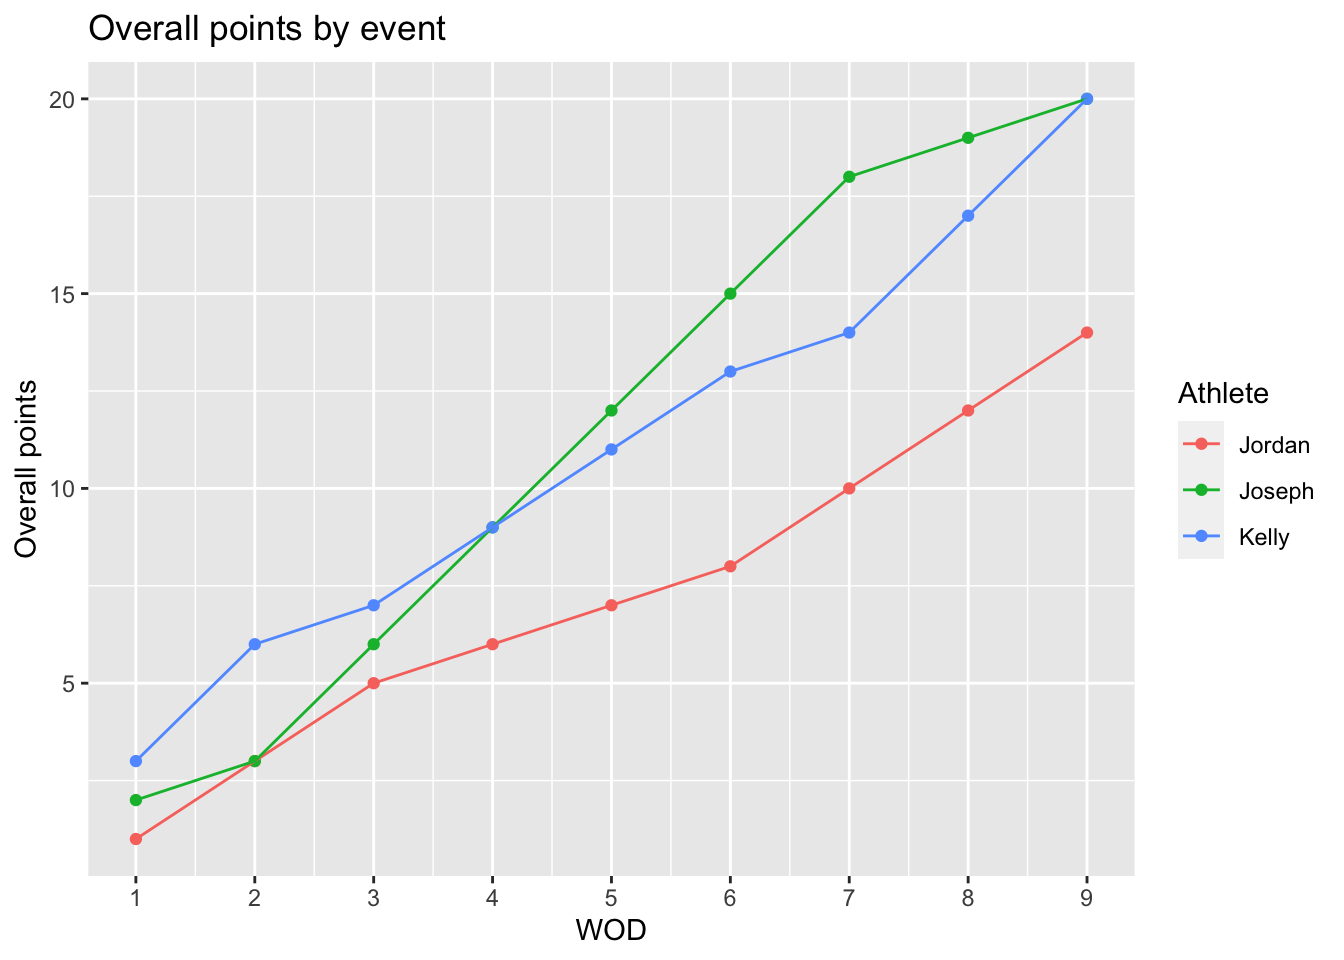 Overall points by event
20
15
10
5
Overall points
1 2 3 4 5 6 7 8 9
WOD
Athlete
Jordan
Joseph
Kelly